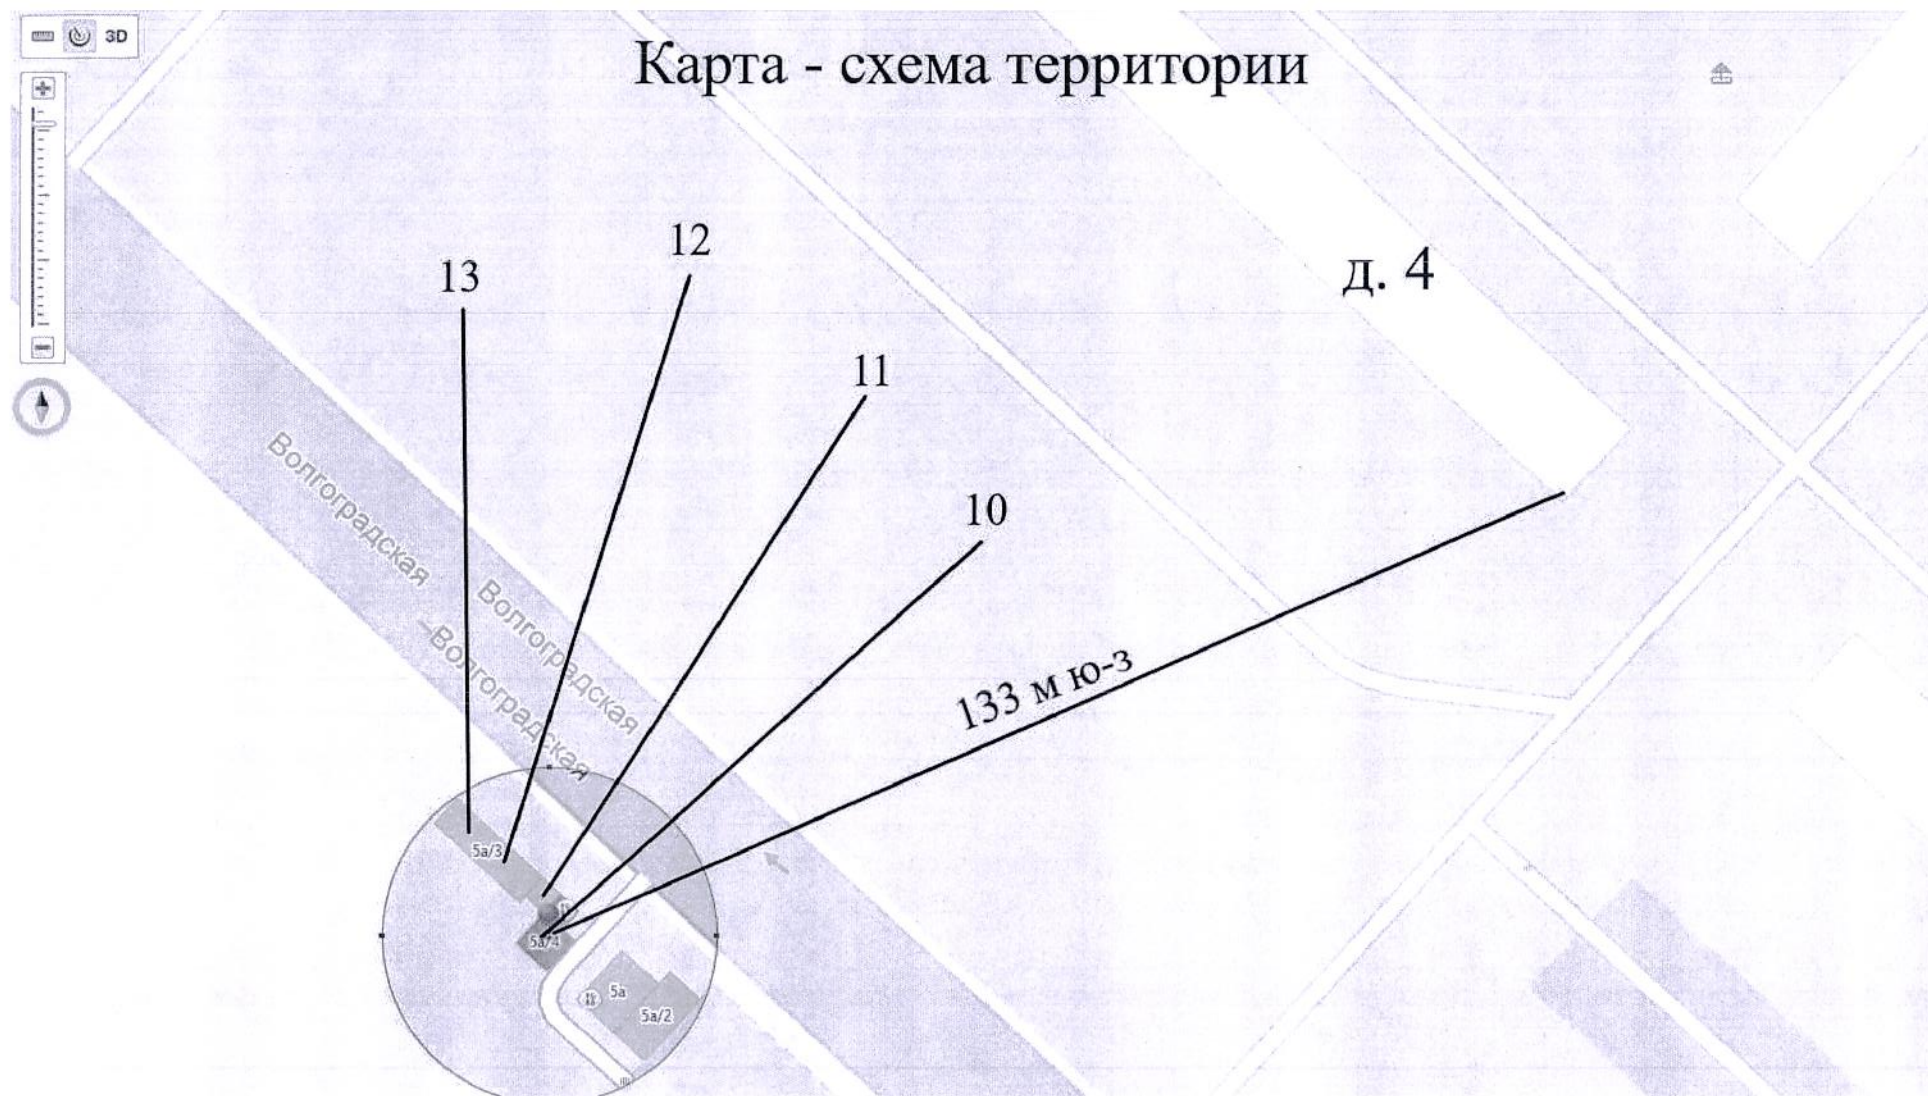 3D
Карта - схема территории
д. 4
12
13
11
10
133 м ю-з
Волгоградская
Волгоградская
Волгоградская
5а/3
5а/4
5а
5а/2